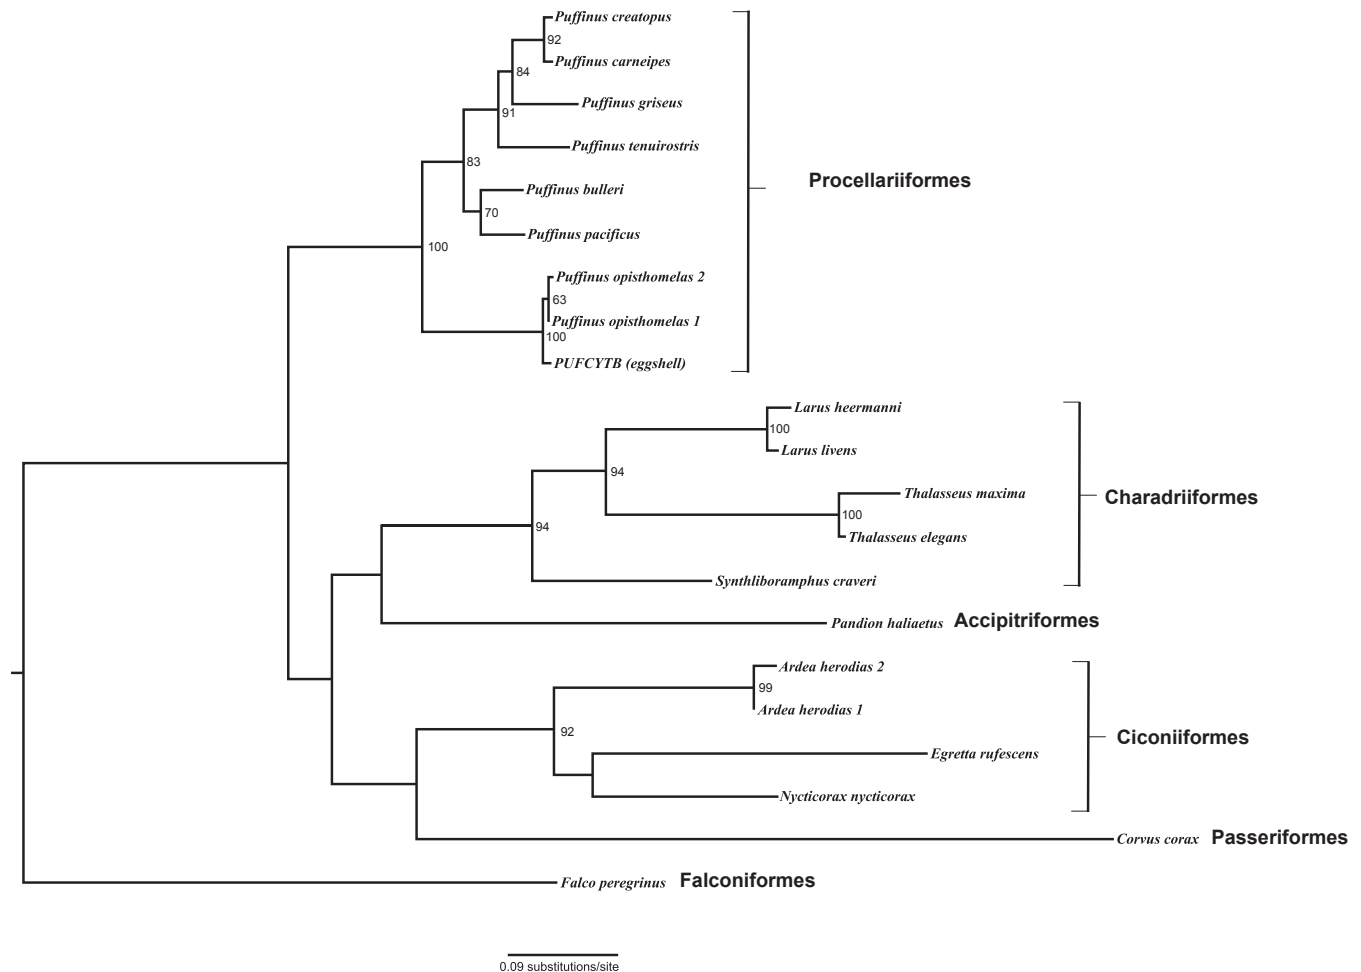 Puffinus creatopus
92
Puffinus carneipes
84
Puffinus griseus
91
Puffinus tenuirostris
83
Procellariiformes
Puffinus bulleri
70
Puffinus pacificus
100
Puffinus opisthomelas 2
63
Puffinus opisthomelas 1
100
PUFCYTB (eggshell)
Larus heermanni
100
Larus livens
94
Thalasseus maxima
Charadriiformes
100
94
Thalasseus elegans
Synthliboramphus craveri
Pandion haliaetus Accipitriformes
Ardea herodias 2
99
Ardea herodias 1
92
Ciconiiformes
Egretta rufescens
Nycticorax nycticorax
Corvus corax Passeriformes
Falco peregrinus Falconiformes
0.09 substitutions/site